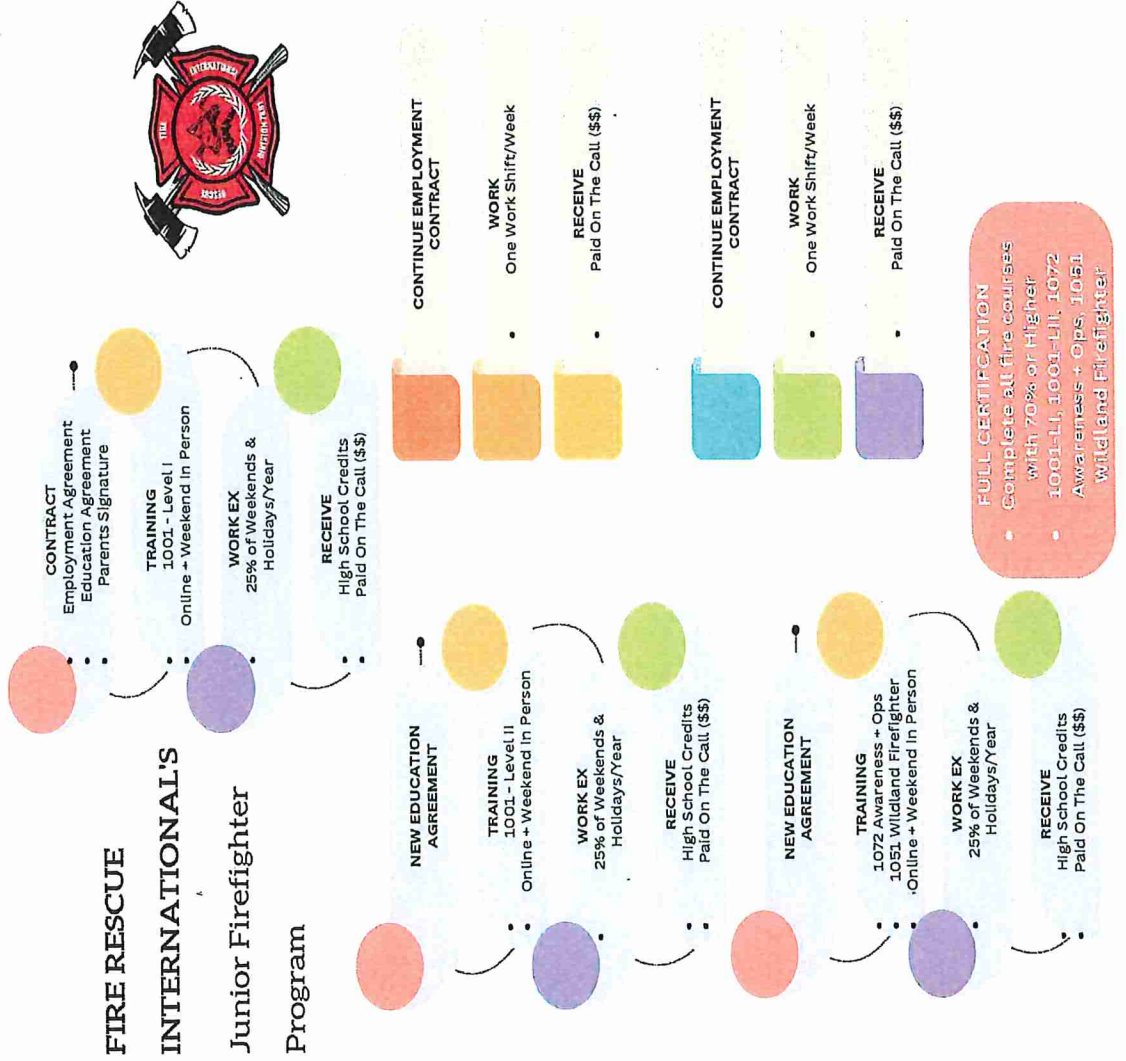 FIRE RESCUE
INTERNATIONAL'S
Junior Firefighter
Program
CONTRACT
Employment Agreement
Education Agreement
Parents Signature
TRAINING
1001 - Level I
Online + Weekend In Person
WORK EX
25% of Weekends &
Holidays/Year
RECEIVE
High School Credits
Paid On The Call ($$)
FIRE
INTERNATIONAL
RESCUE
NEW EDUCATION
AGREEMENT
TRAINING
1001 - Level II
Online + Weekend In Person
WORK EX
25% of Weekends &
Holidays/Year
RECEIVE
High School Credits
Paid On The Call ($$)
CONTINUE EMPLOYMENT
CONTRACT
WORK
One Work Shift/Week
RECEIVE
Paid On The Call ($$)
NEW EDUCATION
AGREEMENT
TRAINING
1072 Awareness + Ops
1051 Wildland Firefighter
Online + Weekend In Person
WORK EX
25% of Weekends &
Holidays/Year
RECEIVE
High School Credits
Paid On The Call ($$)
CONTINUE EMPLOYMENT
CONTRACT
WORK
One Work Shift/Week
RECEIVE
Paid On The Call ($$)
FULL CERTIFCATION
Complete all fire courses
with 70% or Higher
1001-LI, 1001-LII, 1072
Awareness + Ops, 1051
Wildland Firefighter